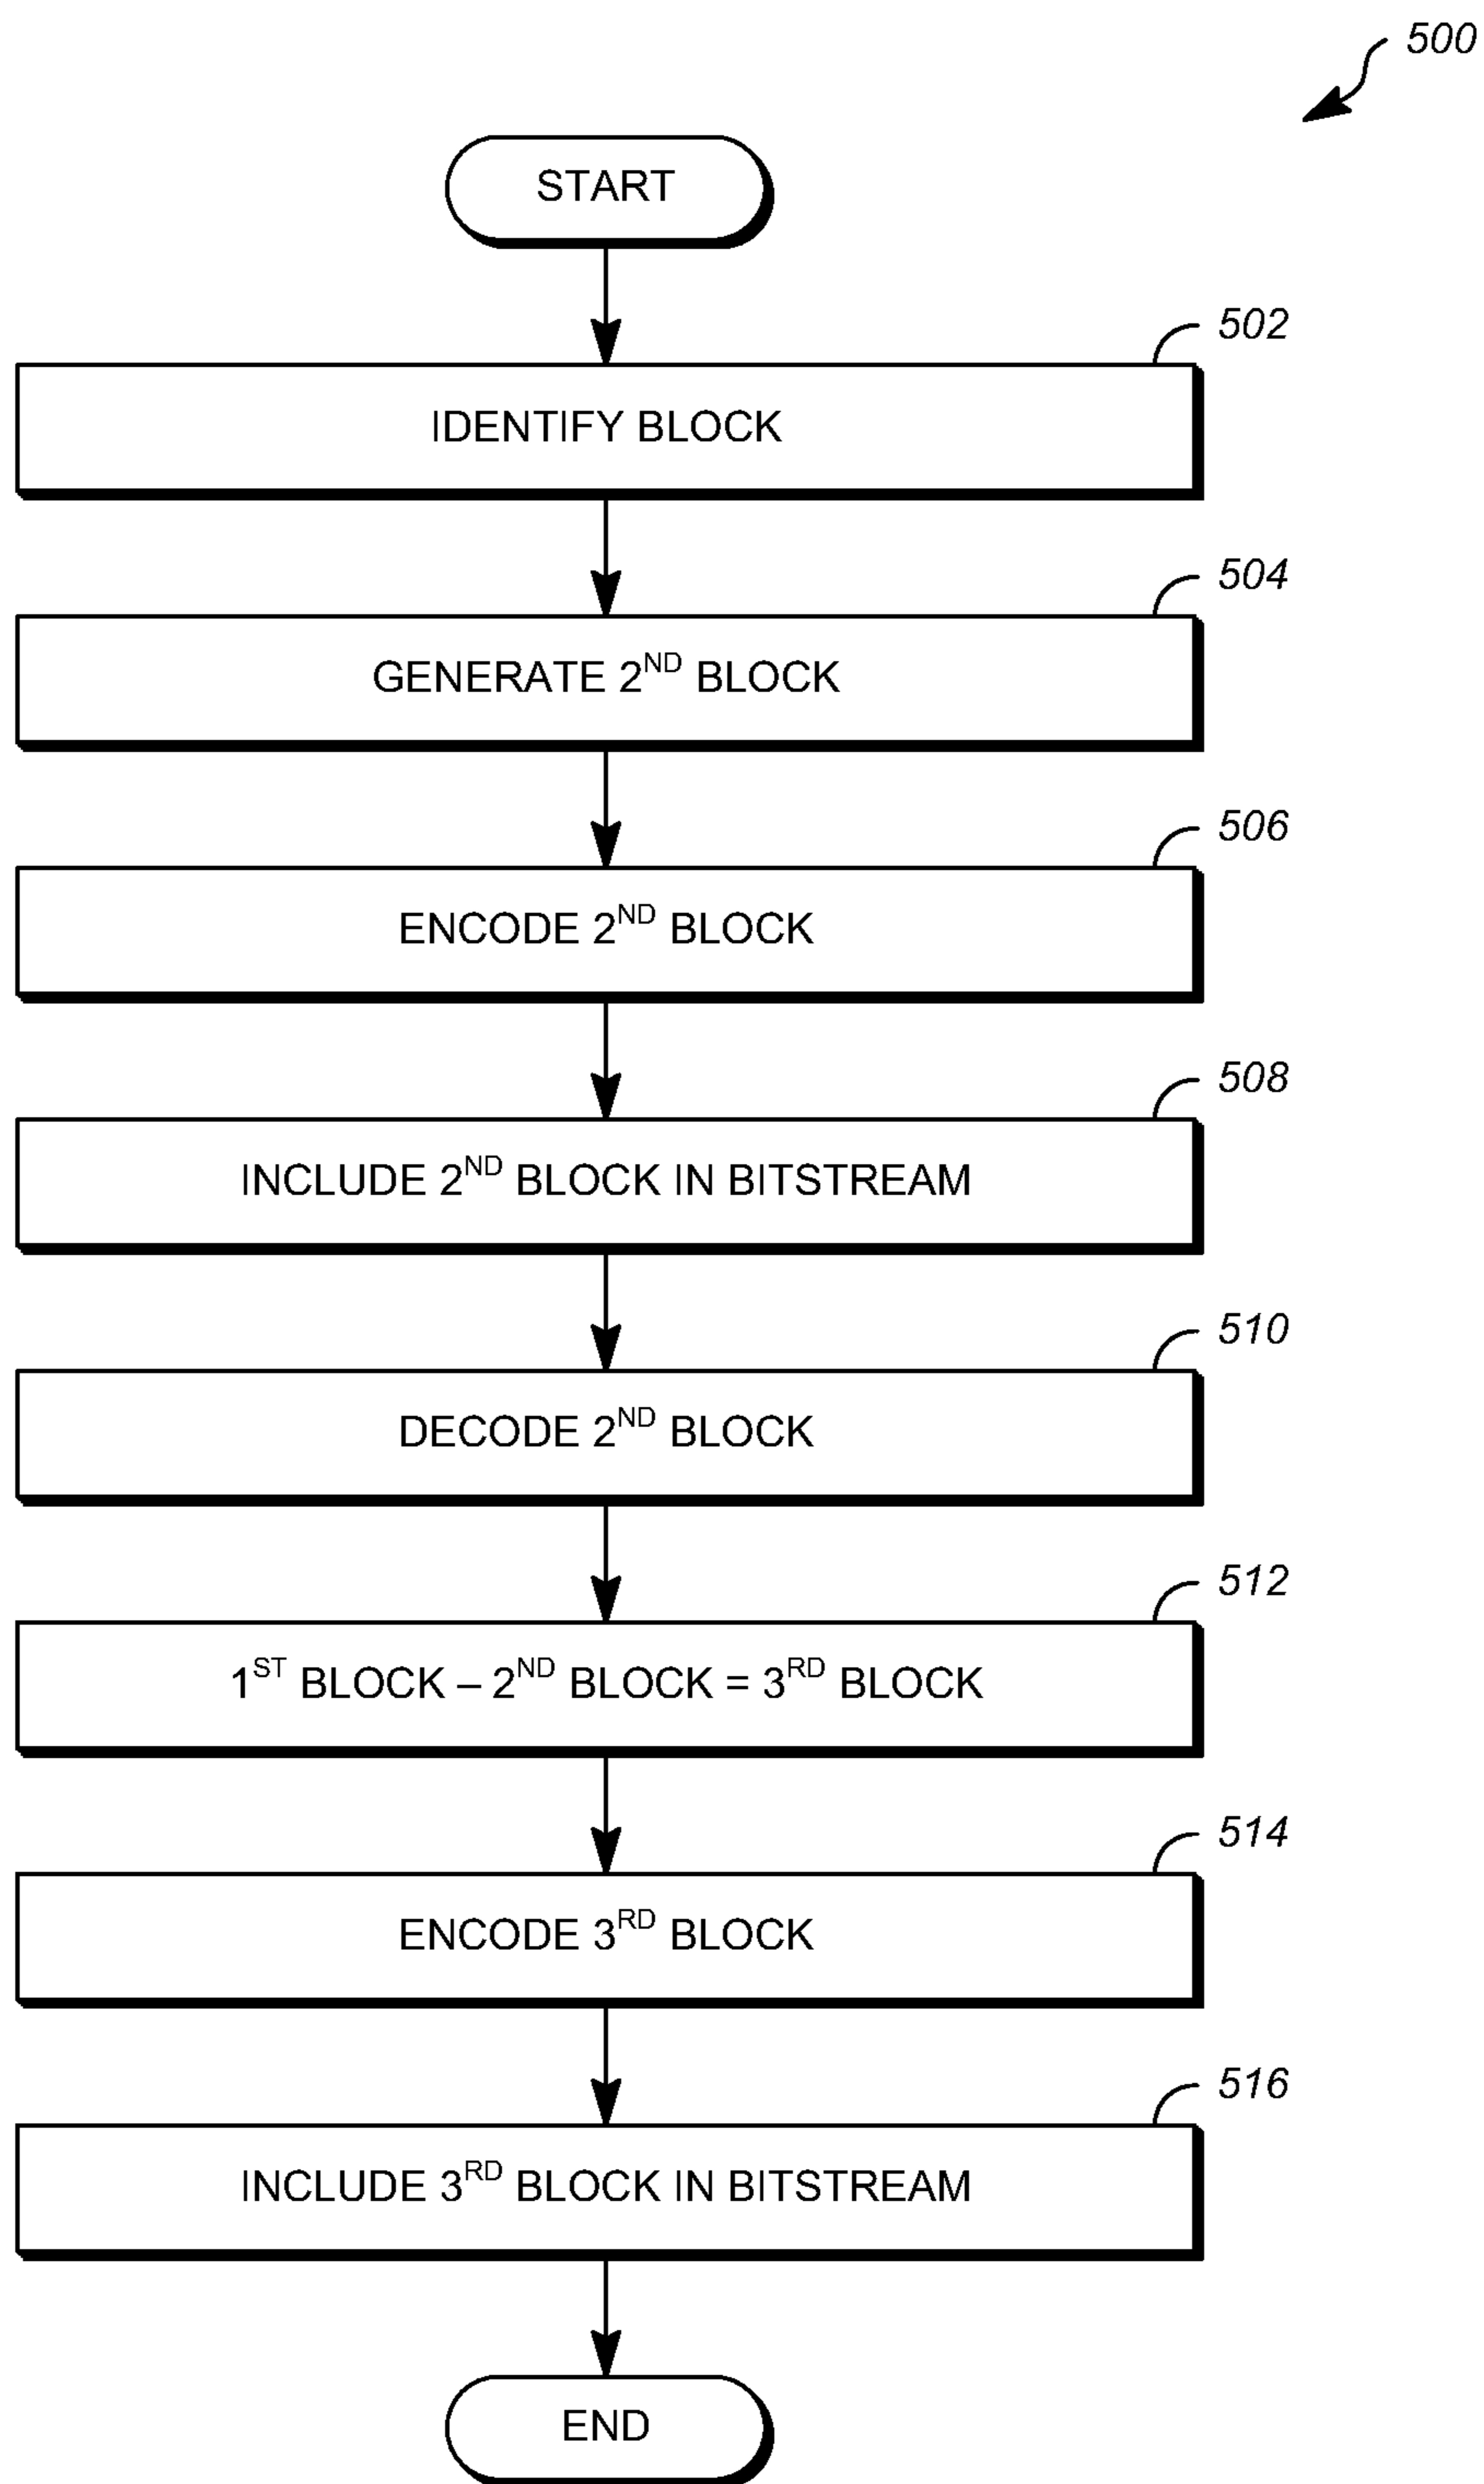 500
START
502
IDENTIFY BLOCK
504
GENERATE 2ND BLOCK
506
ENCODE 2ND BLOCK
508
INCLUDE 2ND BLOCK IN BITSTREAM
510
DECODE 2ND BLOCK
512
1ST BLOCK – 2ND BLOCK = 3RD BLOCK
514
ENCODE 3RD BLOCK
516
INCLUDE 3RD BLOCK IN BITSTREAM
END